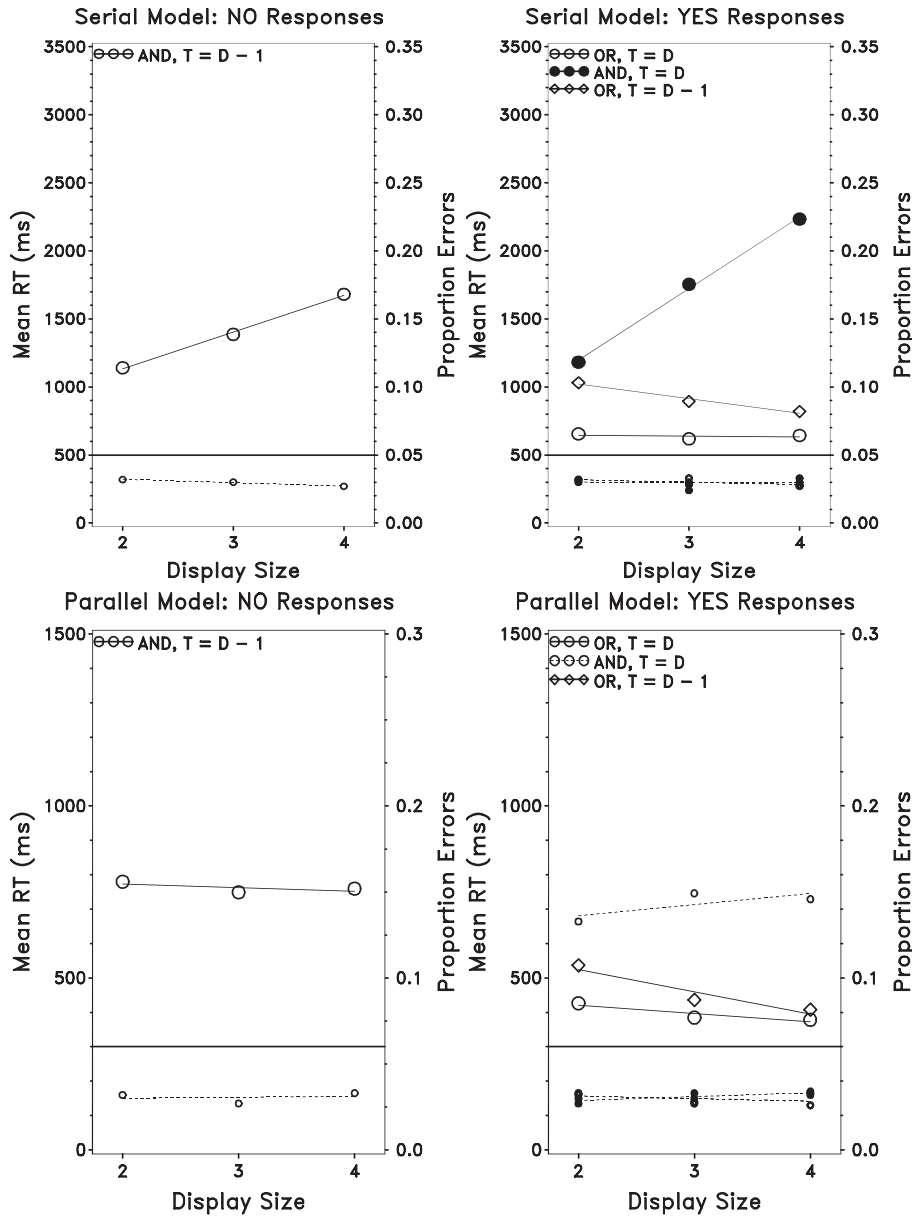 Serial Model: NO Responses
AND, T = D – 1
3500
3000
2500
2000
1500
1000
500
0
Mean RT (ms)
0.35
0.30
0.25
0.20
0.15
0.10
0.05
0.00
Proportion Errors
2 3 4
Display Size
Serial Model: YES Responses
OR, T = D
AND, T = D
OR, T = D – 1
3500
3000
2500
2000
1500
1000
500
0
Mean RT (ms)
0.35
0.30
0.25
0.20
0.15
0.10
0.05
0.00
Proportion Errors
2 3 4
Display Size
Parallel Model: NO Responses
AND, T = D – 1
1500
1000
500
0
Mean RT (ms)
0.3
0.2
0.1
0.0
Proportion Errors
2 3 4
Display Size
Parallel Model: YES Responses
OR, T = D
AND, T = D
OR, T = D – 1
1500
1000
500
0
Mean RT (ms)
0.3
0.2
0.1
0.0
Proportion Errors
2 3 4
Display Size